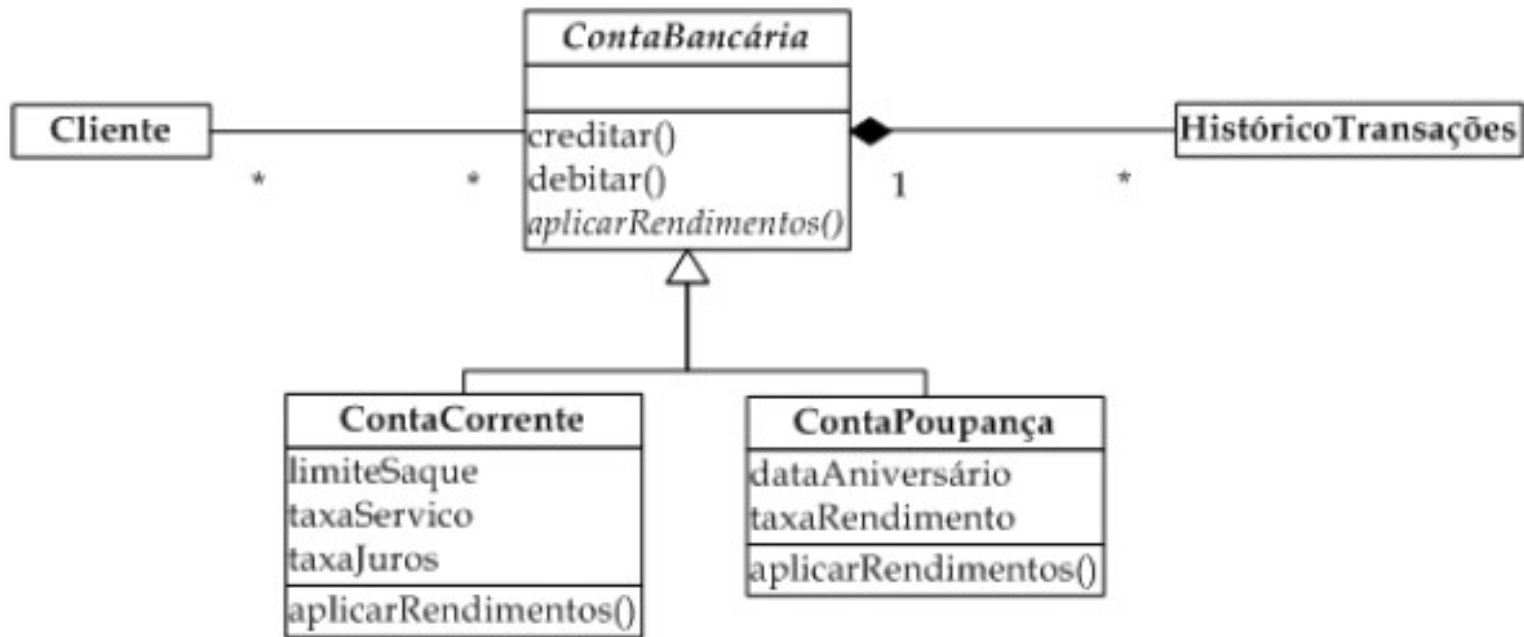 ContaBancária
Cliente
creditar()
debitar()
aplicarRendimentos()
HistóricoTransações
*
*
1
*
ContaCorrente
limiteSaque
taxaServico
taxaJuros
aplicarRendimentos()
ContaPoupança
dataAniversário
taxaRendimento
aplicarRendimentos()